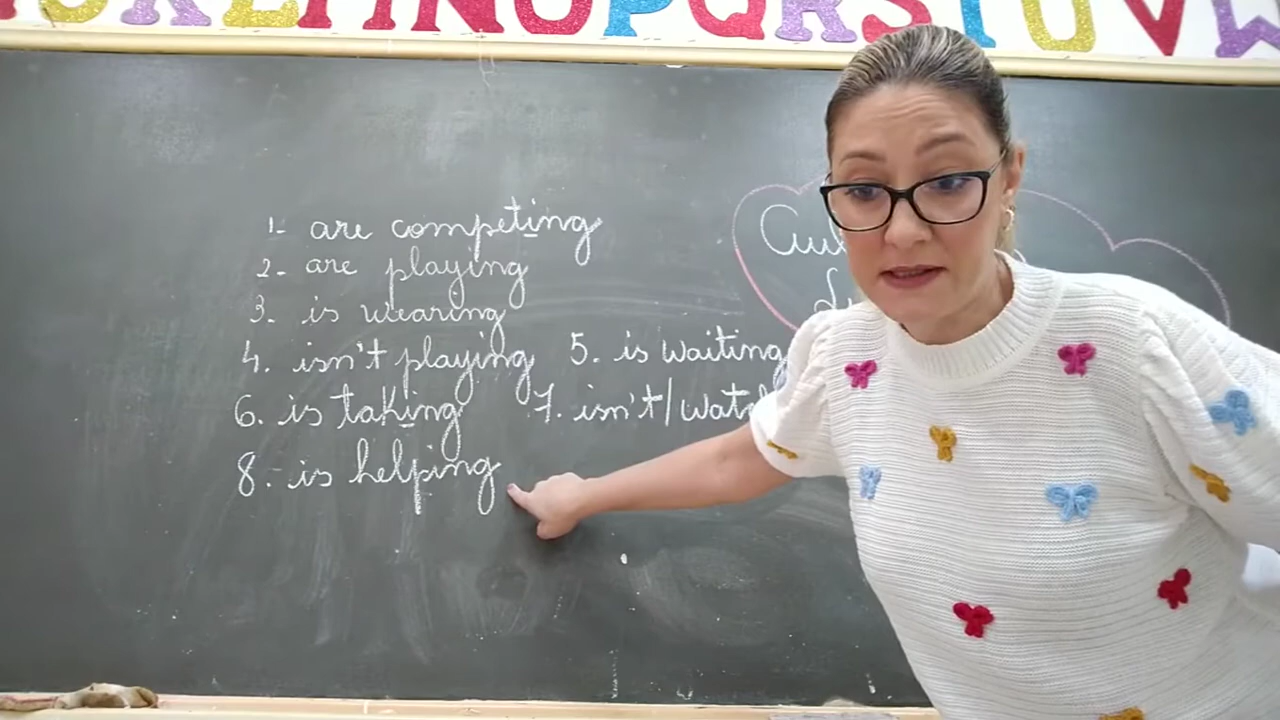 K L M N O P Q R S T U V W
1- are competing
2- are playing
3. is wearing
4. isn't playing 5. is waiting
6. is taking 7. isn't/
8. is helping